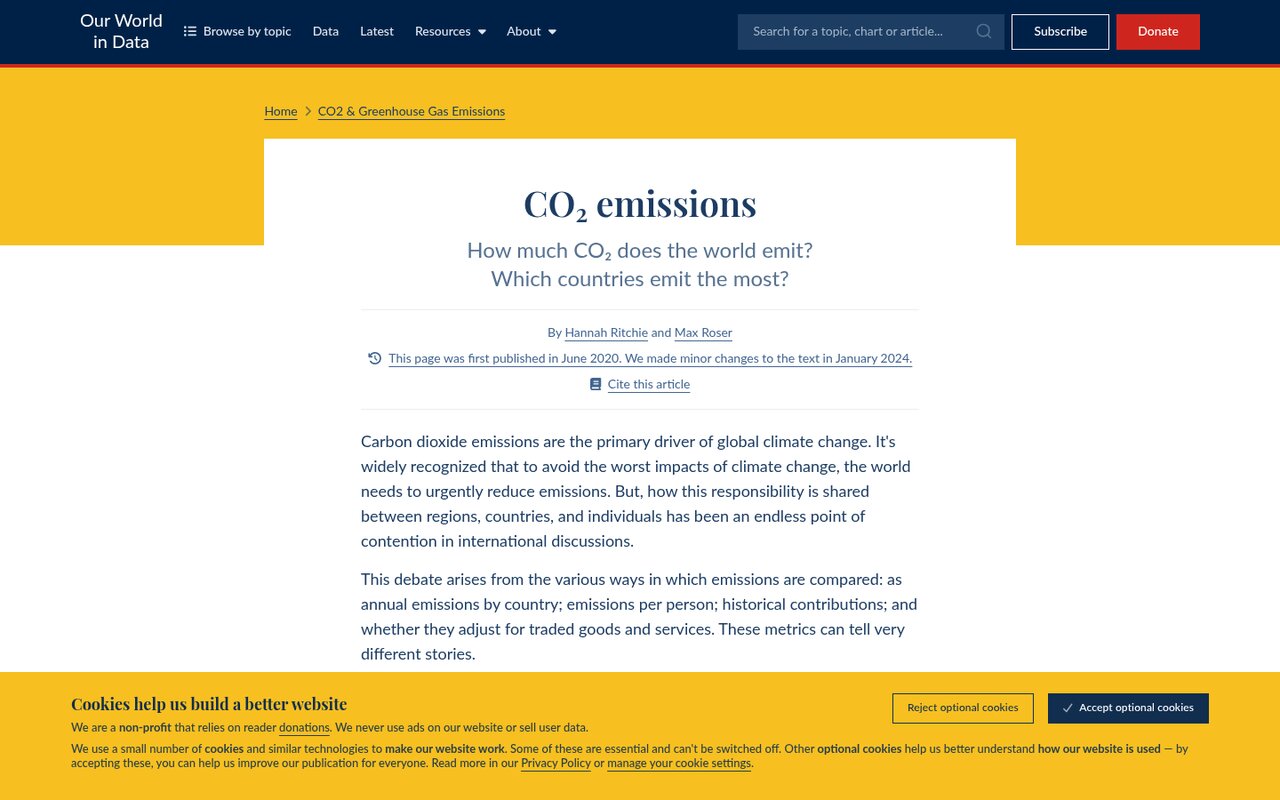 Our World
in Data
Browse by topic
Data
Latest
Resources
About
Search for a topic, chart or article...
Subscribe
Donate
Home
CO2 & Greenhouse Gas Emissions
CO₂ emissions
How much CO₂ does the world emit?
Which countries emit the most?
By Hannah Ritchie and Max Roser
This page was first published in June 2020. We made minor changes to the text in January 2024.
Cite this article
Carbon dioxide emissions are the primary driver of global climate change. It's
widely recognized that to avoid the worst impacts of climate change, the world
needs to urgently reduce emissions. But, how this responsibility is shared
between regions, countries, and individuals has been an endless point of
contention in international discussions.
This debate arises from the various ways in which emissions are compared: as
annual emissions by country; emissions per person; historical contributions; and
whether they adjust for traded goods and services. These metrics can tell very
different stories.
Cookies help us build a better website
We are a non-profit that relies on reader donations. We never use ads on our website or sell user data.
We use a small number of cookies and similar technologies to make our website work. Some of these are essential and can't be switched off. Other optional cookies help us better understand how our website is used — by
accepting these, you can help us improve our publication for everyone. Read more in our Privacy Policy or manage your cookie settings.
Reject optional cookies
Accept optional cookies